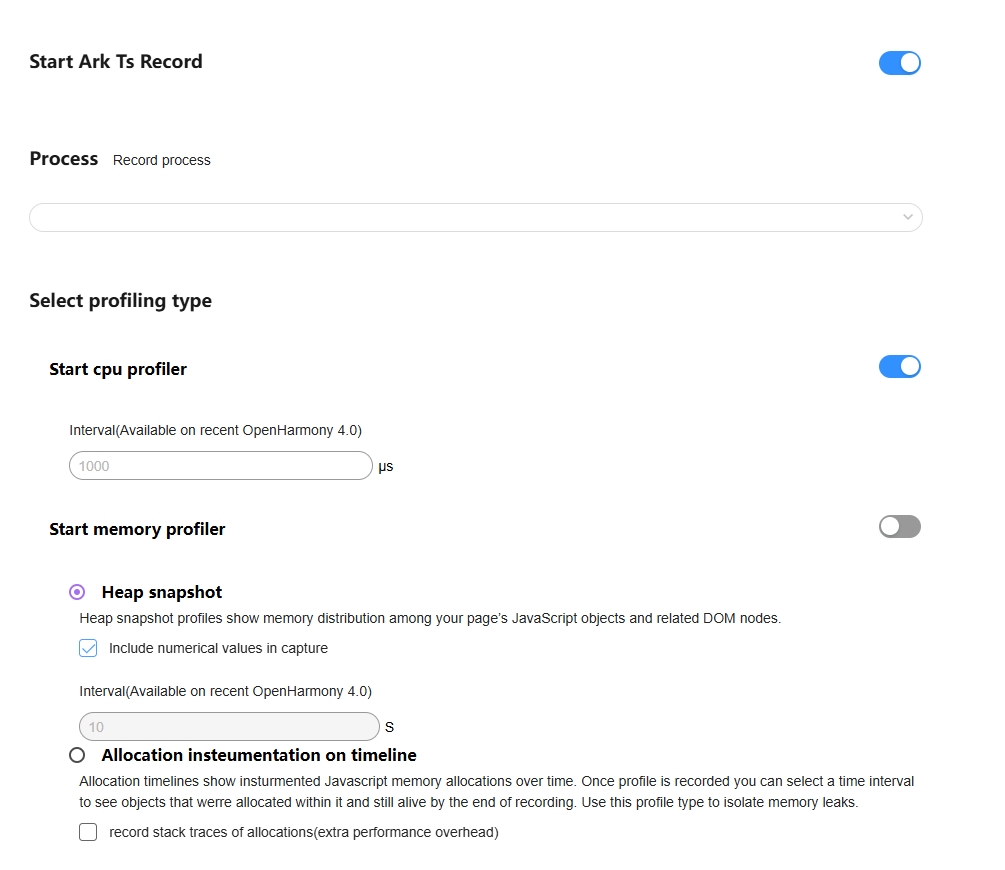 Start Ark Ts Record
Process Record process
Select profiling type
Start cpu profiler
Interval(Available on recent OpenHarmony 4.0)
1000 μs
Start memory profiler
Heap snapshot
Heap snapshot profiles show memory distribution among your page's JavaScript objects and related DOM nodes.
Include numerical values in capture
Interval(Available on recent OpenHarmony 4.0)
10 S
Allocation insteumentation on timeline
Allocation timelines show insturmented Javascript memory allocations over time. Once profile is recorded you can select a time interval
to see objects that werre allocated within it and still alive by the end of recording. Use this profile type to isolate memory leaks.
record stack traces of allocations(extra performance overhead)